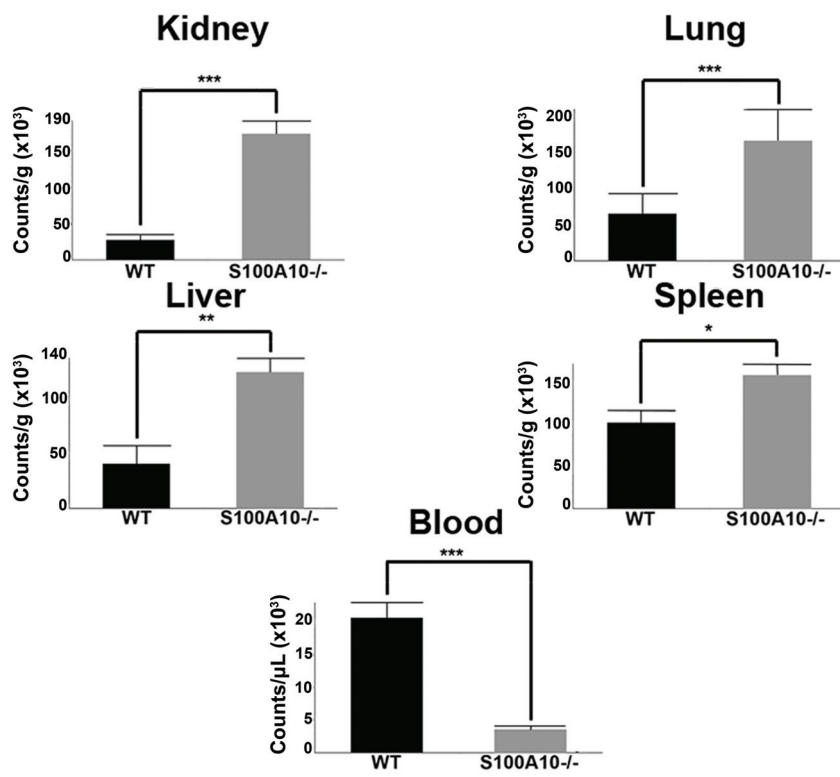 Kidney
***
Counts/g (x10³)
190
150
100
50
0
WT S100A10-/-
Lung
***
Counts/g (x10³)
200
150
100
50
0
WT S100A10-/-
Liver
**
Counts/g (x10³)
140
100
50
0
WT S100A10-/-
Spleen
*
Counts/g (x10³)
150
100
50
0
WT S100A10-/-
Blood
***
Counts/µL (x10³)
20
15
10
5
0
WT S100A10-/-